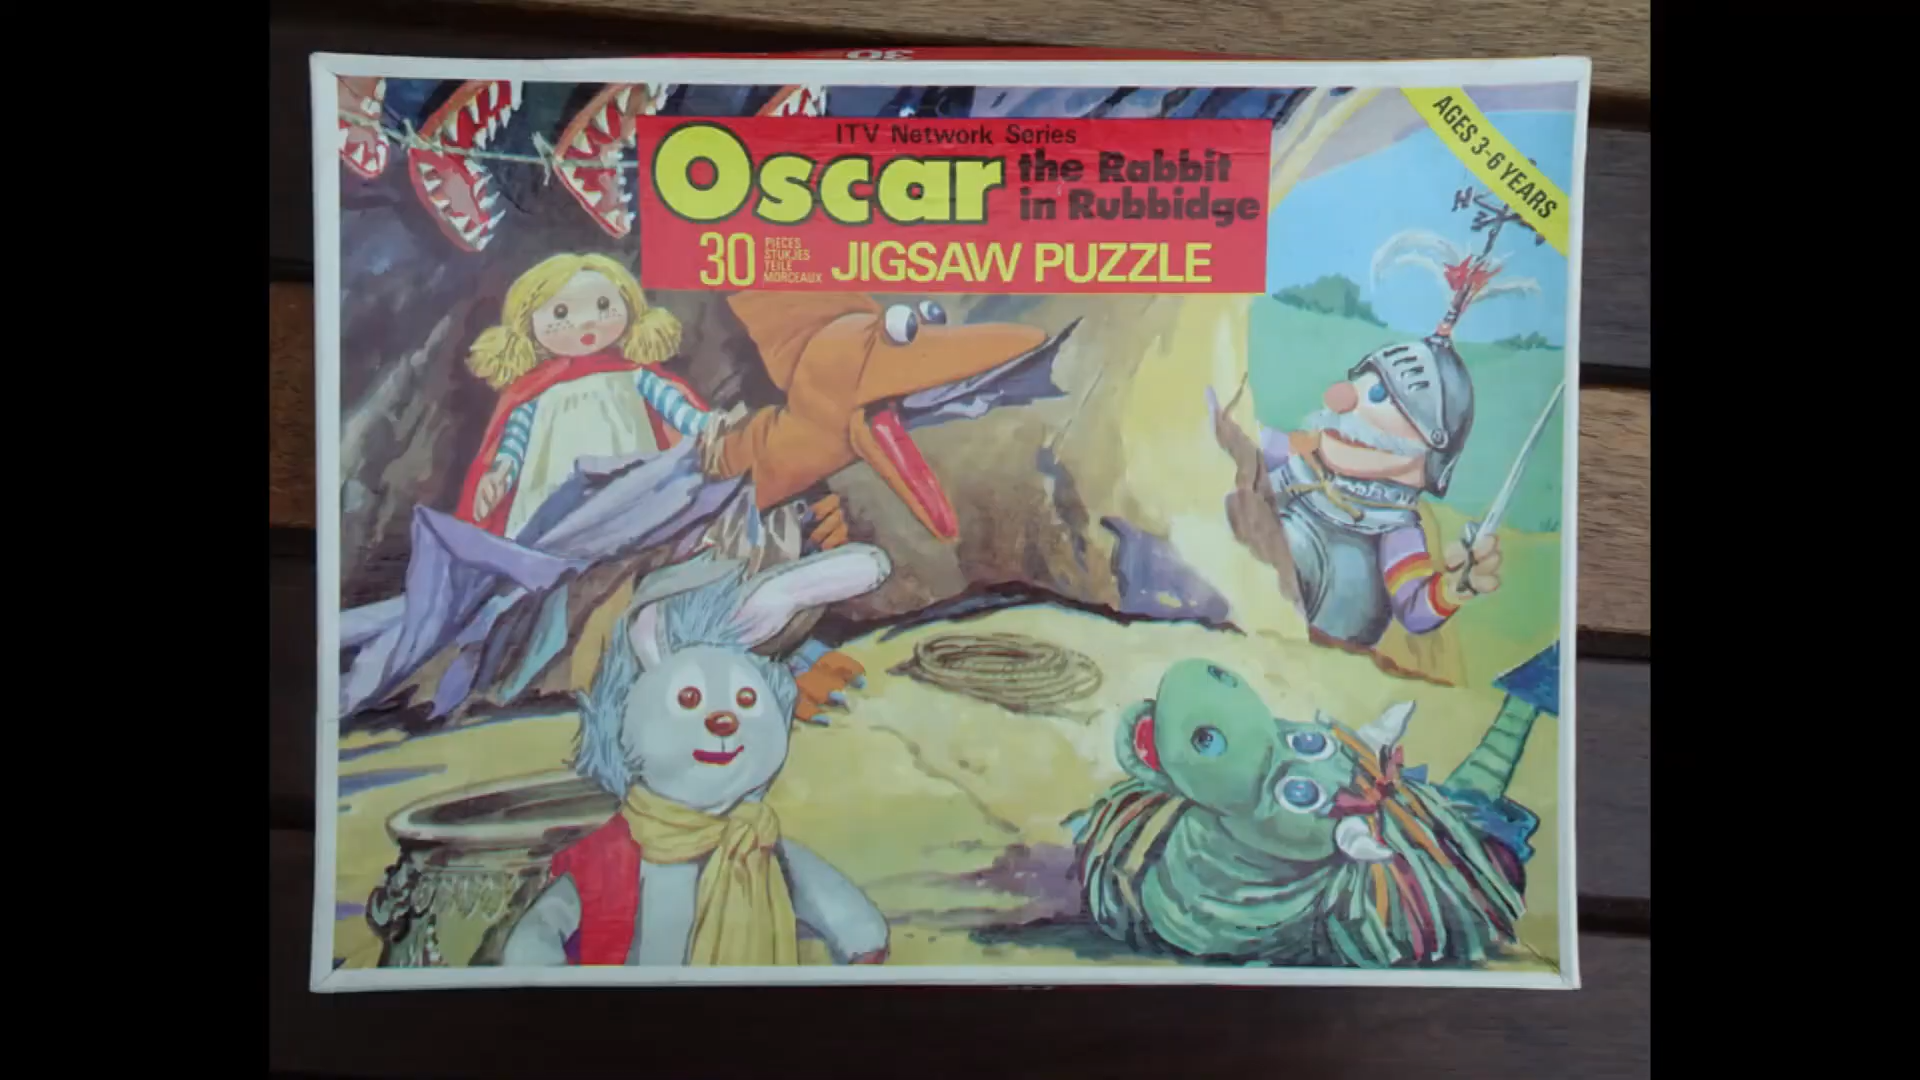 30
ITV Network Series
Oscar the Rabbit
in Rubbidge
30 PIECES
STUKJES
TEILE
MORCEAUX
JIGSAW PUZZLE
AGES 3-6 YEARS
N